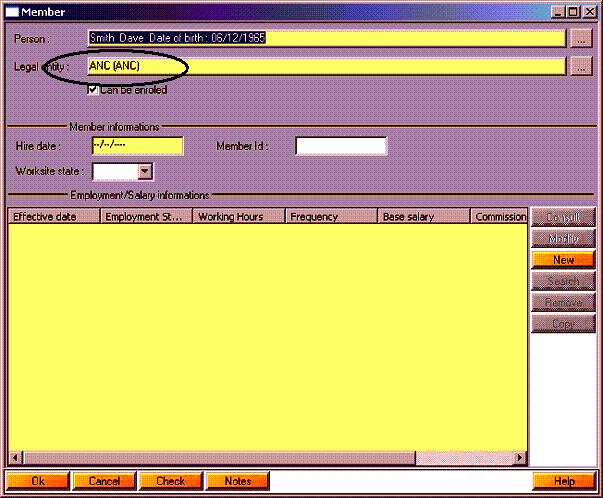 Member
Person : Smith Dave Date of birth : 06/12/1965 ...
Legal entity : ANC (ANC) ...
Can be enroled
Member informations
Hire date : --/--/---- Member Id :
Worksite state :
Employment/Salary informations
Effective date Employment St... Working Hours Frequency Base salary Commission
Consult
Modify
New
Search
Remove
Copy
Ok Cancel Check Notes Help